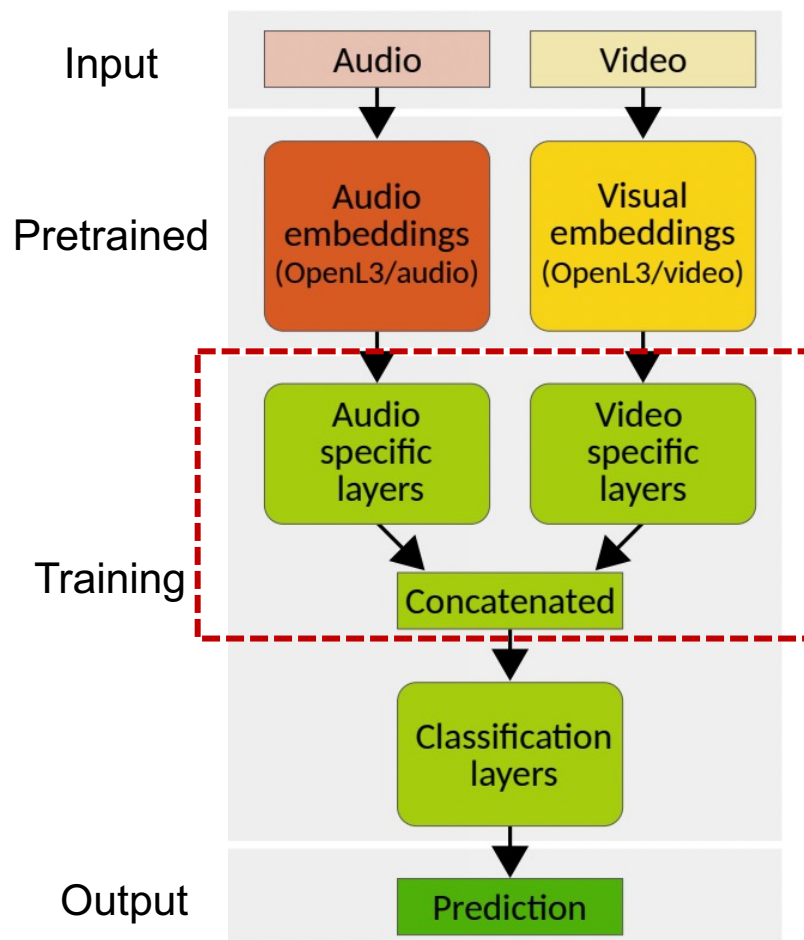 Input
Audio
Video
Pretrained
Audio
embeddings
(OpenL3/audio)
Visual
embeddings
(OpenL3/video)
Training
Audio
specific
layers
Video
specific
layers
Concatenated
Classification
layers
Output
Prediction